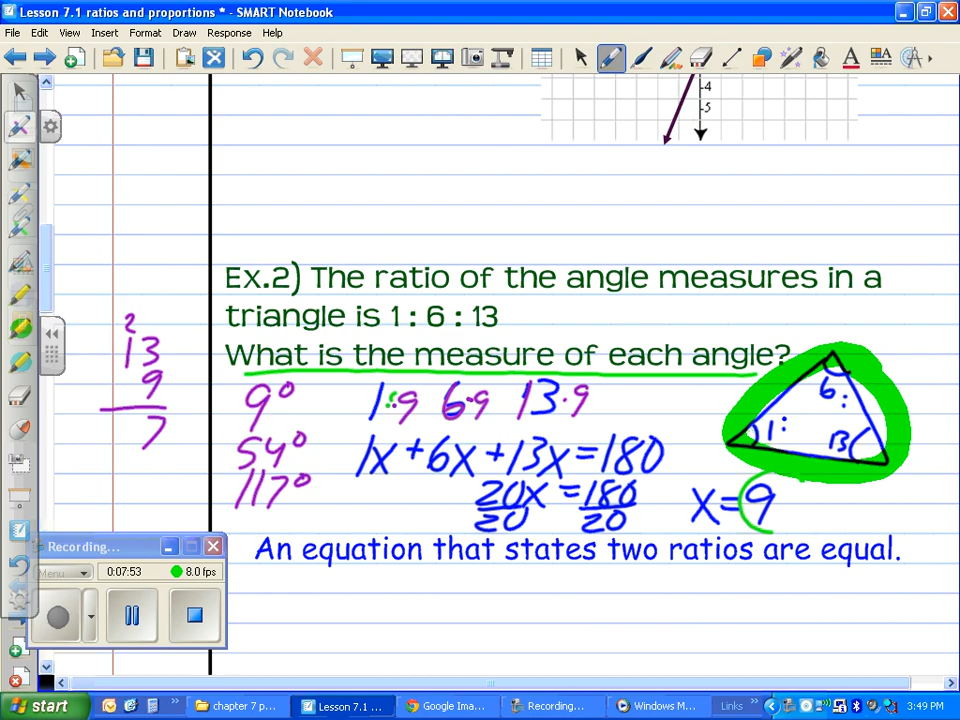 Lesson 7.1 ratios and proportions * - SMART Notebook
File Edit View Insert Format Draw Response Help
-4
-5
Ex.2) The ratio of the angle measures in a
triangle is 1 : 6 : 13
What is the measure of each angle?
2
13
9
7
9° 1:9 6·9 13·9
54° 1x + 6x + 13x = 180
117°
20x = 180
20 20
x = 9
6:
1:
13
An equation that states two ratios are equal.
Recording...
Menu 0:07:53 8.0 fps
start chapter 7 p... Lesson 7.1 ... Google Ima... Recording... Windows M... Links » 3:49 PM